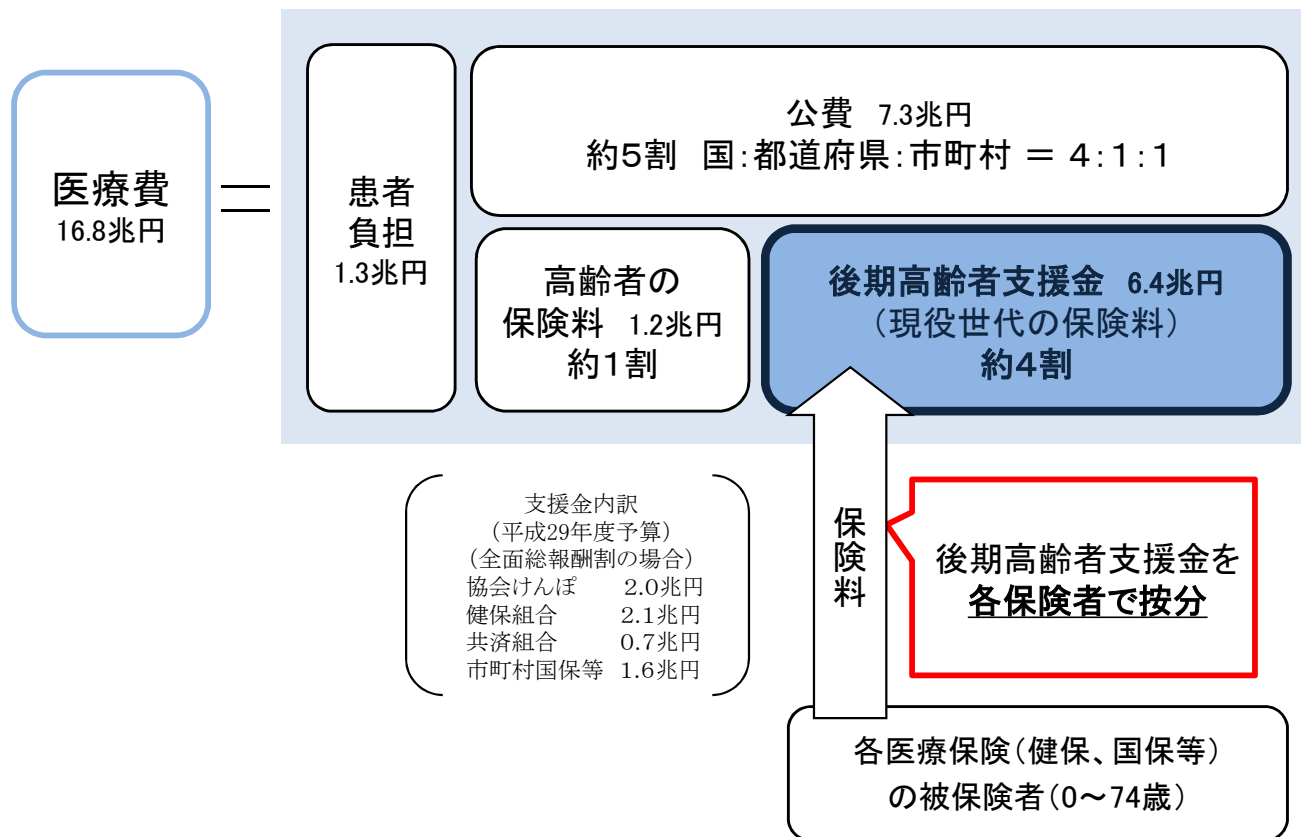 医療費
16.8兆円
患者
負担
1.3兆円
公費 7.3兆円
約5割 国:都道府県:市町村 = 4:1:1
高齢者の
保険料 1.2兆円
約1割
後期高齢者支援金 6.4兆円
(現役世代の保険料)
約4割
支援金内訳
(平成29年度予算)
(全面総報酬割の場合)
協会けんぽ 2.0兆円
健保組合 2.1兆円
共済組合 0.7兆円
市町村国保等 1.6兆円
保険料
後期高齢者支援金を
各保険者で按分
各医療保険(健保、国保等)
の被保険者(0~74歳)